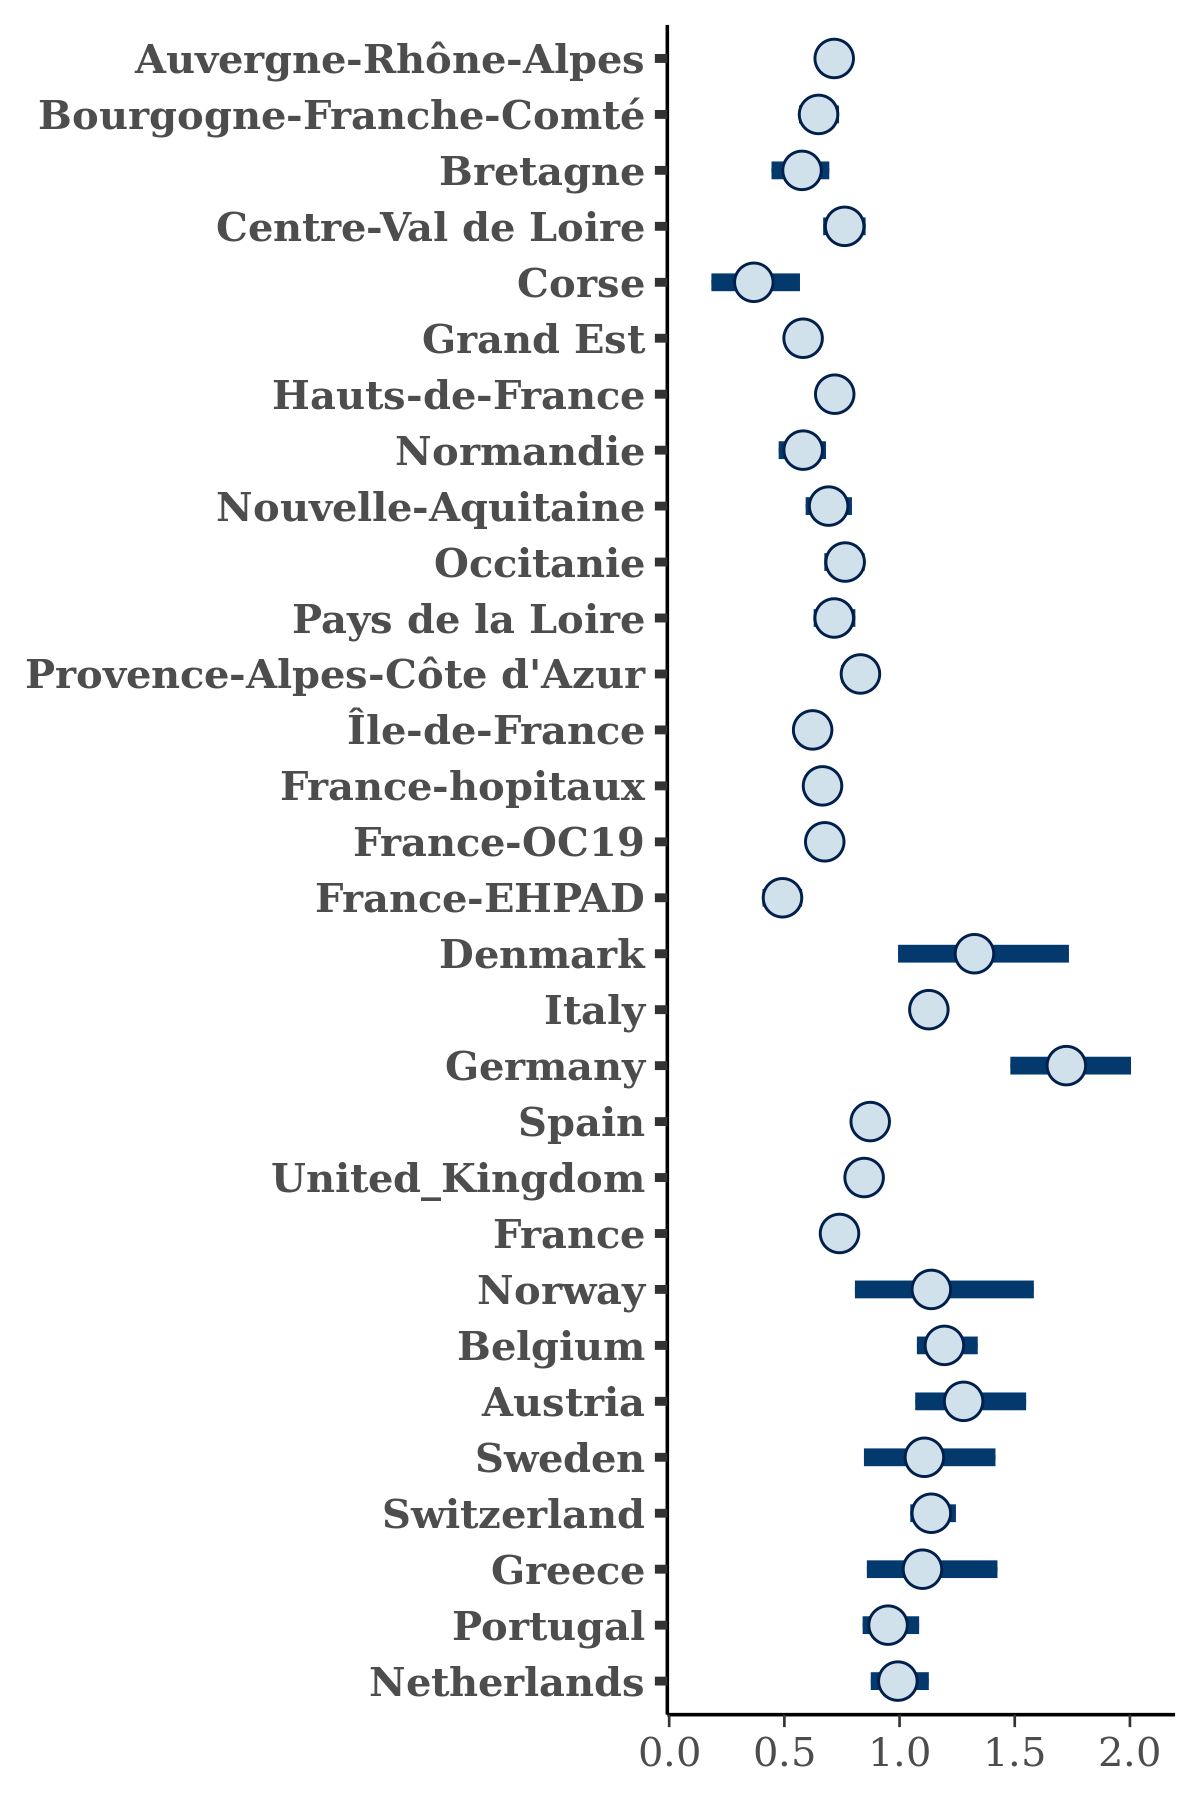 Auvergne-Rhône-Alpes
Bourgogne-Franche-Comté
Bretagne
Centre-Val de Loire
Corse
Grand Est
Hauts-de-France
Normandie
Nouvelle-Aquitaine
Occitanie
Pays de la Loire
Provence-Alpes-Côte d'Azur
Île-de-France
France-hopitaux
France-OC19
France-EHPAD
Denmark
Italy
Germany
Spain
United_Kingdom
France
Norway
Belgium
Austria
Sweden
Switzerland
Greece
Portugal
Netherlands
0.0 0.5 1.0 1.5 2.0